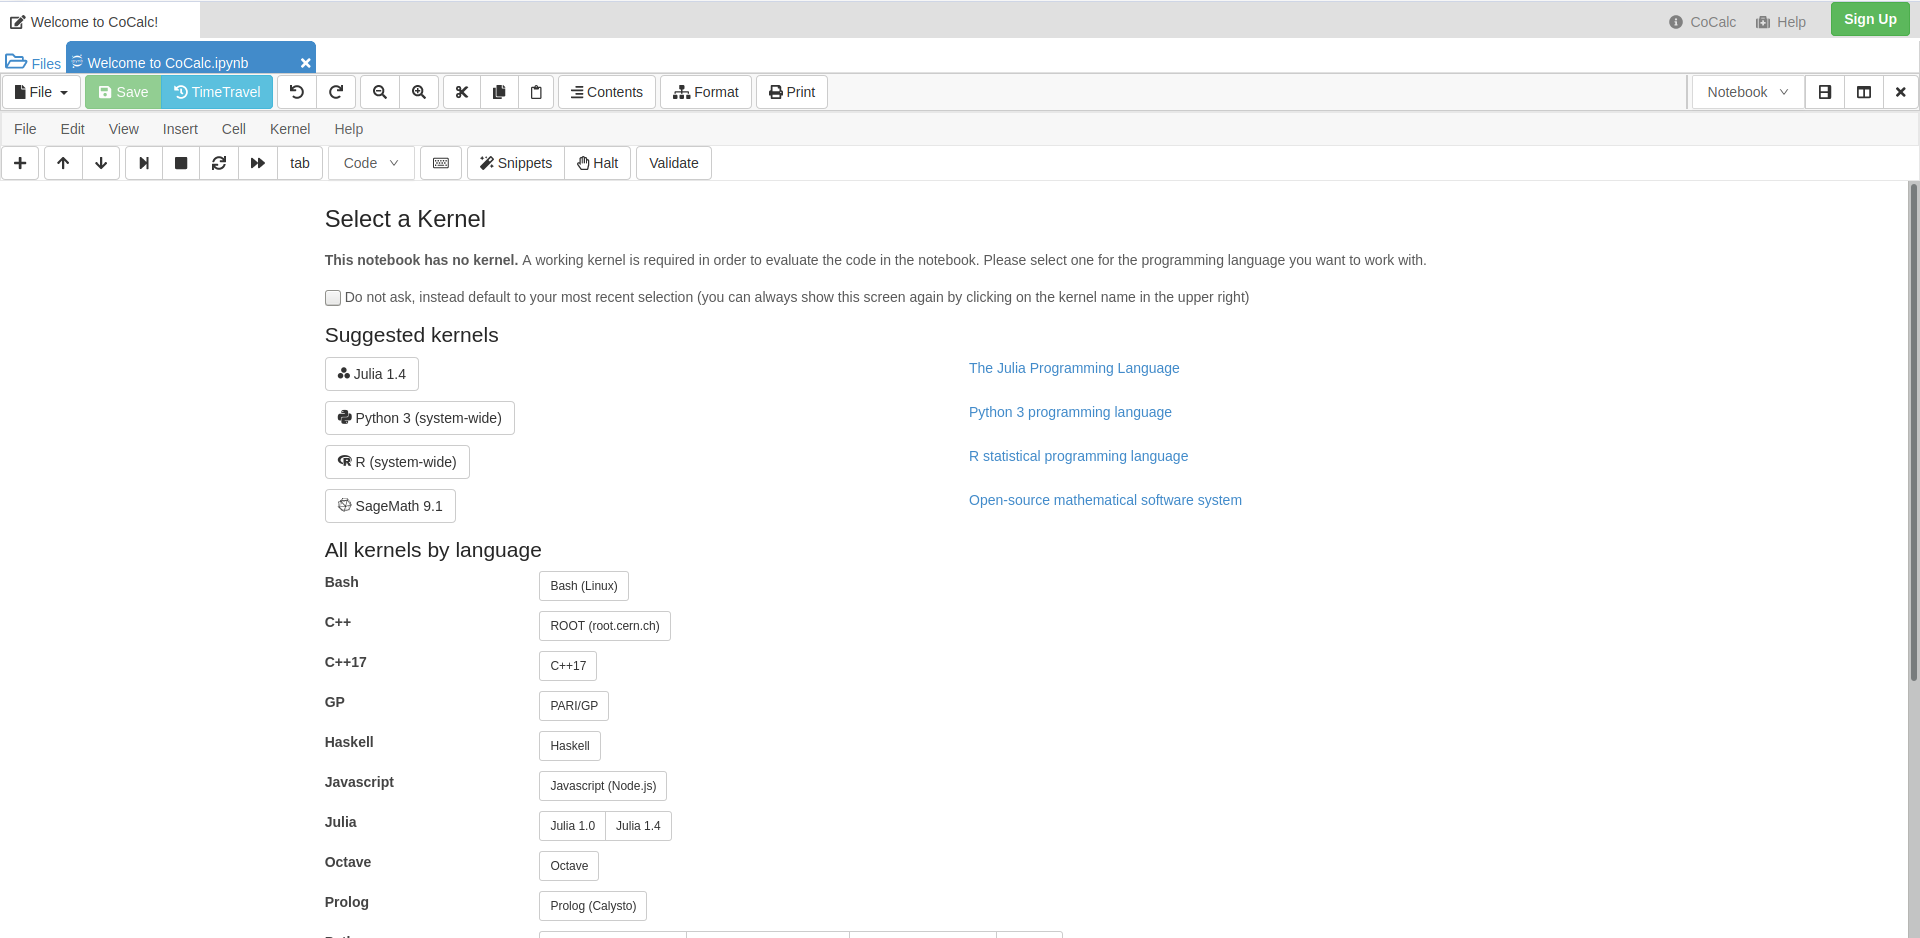 Welcome to CoCalc!
CoCalc Help Sign Up
Files Welcome to CoCalc.ipynb
File Save TimeTravel Contents Format Print Notebook
File Edit View Insert Cell Kernel Help
tab Code Snippets Halt Validate
Select a Kernel
This notebook has no kernel. A working kernel is required in order to evaluate the code in the notebook. Please select one for the programming language you want to work with.
Do not ask, instead default to your most recent selection (you can always show this screen again by clicking on the kernel name in the upper right)
Suggested kernels
Julia 1.4 The Julia Programming Language
Python 3 (system-wide) Python 3 programming language
R (system-wide) R statistical programming language
SageMath 9.1 Open-source mathematical software system
All kernels by language
Bash Bash (Linux)
C++ ROOT (root.cern.ch)
C++17 C++17
GP PARI/GP
Haskell Haskell
Javascript Javascript (Node.js)
Julia Julia 1.0 Julia 1.4
Octave Octave
Prolog Prolog (Calysto)